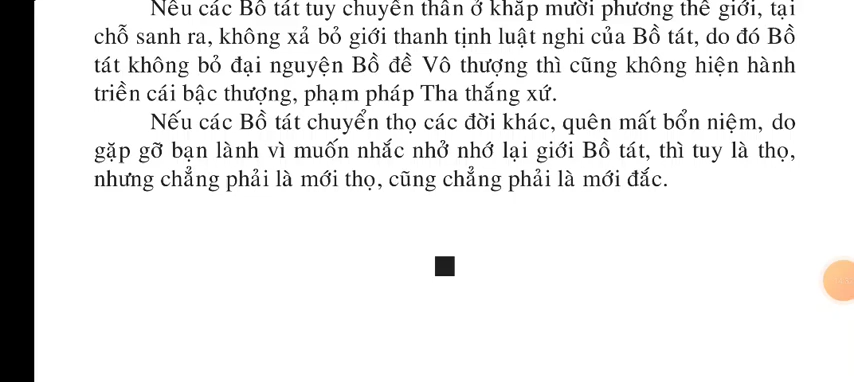 Nếu các Bồ tát tuy chuyển thân ở khắp mười phương thế giới, tại
chỗ sanh ra, không xả bỏ giới thanh tịnh luật nghi của Bồ tát, do đó Bồ
tát không bỏ đại nguyện Bồ đề Vô thượng thì cũng không hiện hành
triền cái bậc thượng, phạm pháp Tha thắng xứ.
Nếu các Bồ tát chuyển thọ các đời khác, quên mất bổn niệm, do
gặp gỡ bạn lành vì muốn nhắc nhở nhớ lại giới Bồ tát, thì tuy là thọ,
nhưng chẳng phải là mới thọ, cũng chẳng phải là mới đắc.